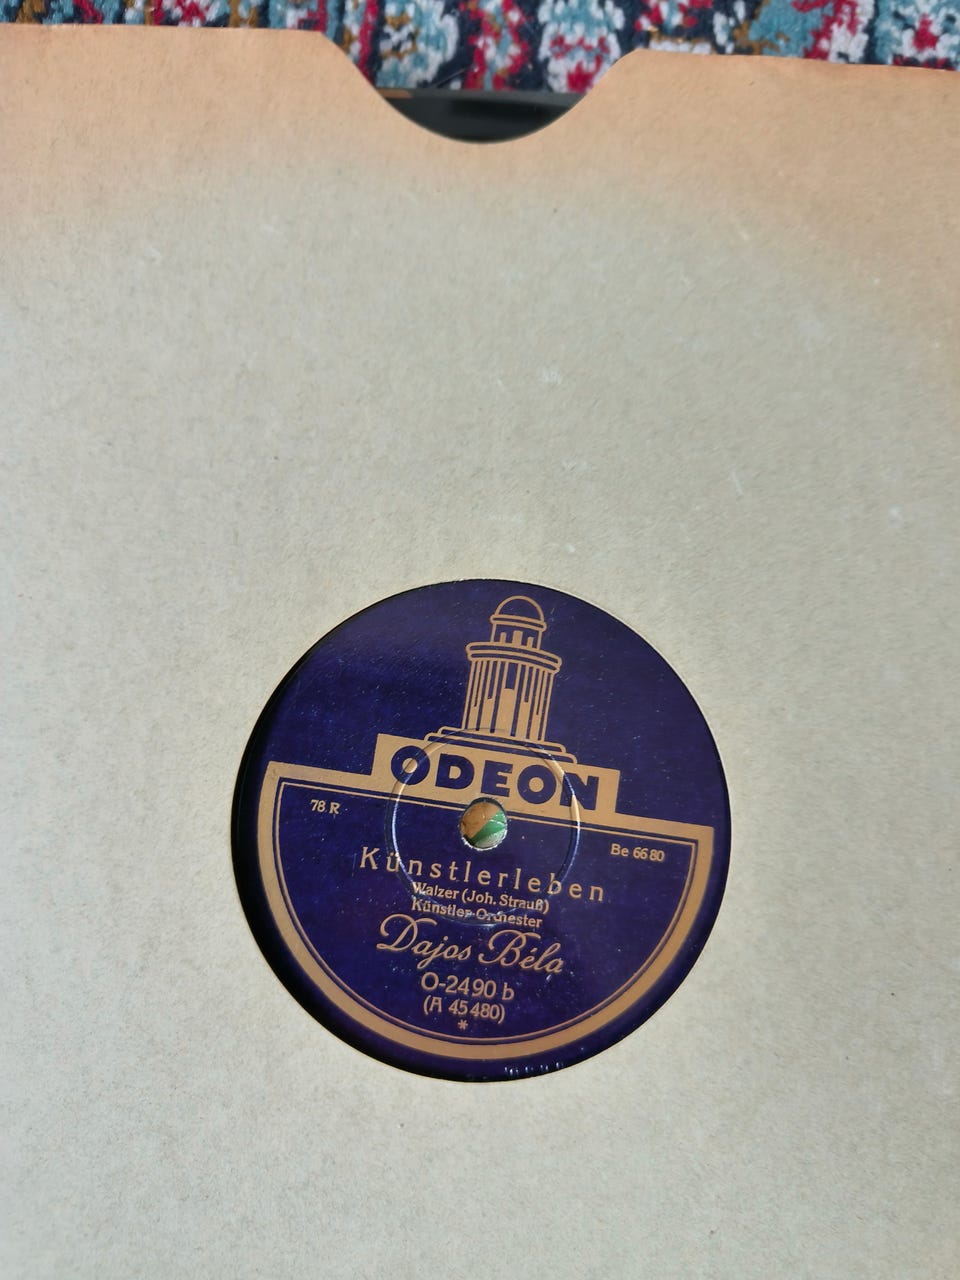 ODEON
78 R
Be 6680
Künstlerleben
Walzer (Joh. Strauß)
Künstler-Orchester
Dajos Béla
O-2490 b
(A 45480)
*